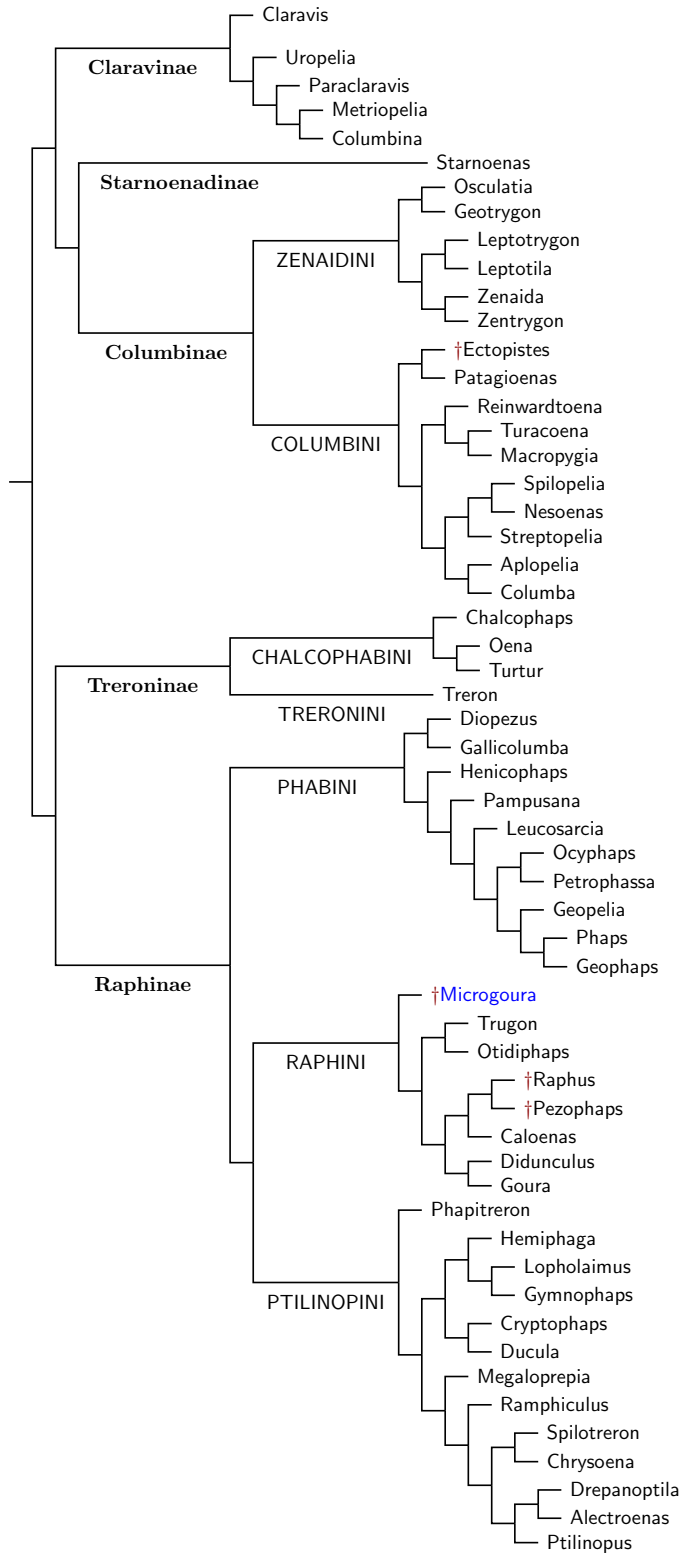 Claravis
Claravinae
Uropelia
Paraclaravis
Metriopelia
Columbina
Starnoenas
Starnoenadinae
Osculatia
Geotrygon
Leptotrygon
ZENAIDINI
Leptotila
Zenaida
Zentrygon
Columbinae
†Ectopistes
Patagioenas
Reinwardtoena
Turacoena
COLUMBINI
Macropygia
Spilopelia
Nesoenas
Streptopelia
Aplopelia
Columba
Chalcophaps
Oena
CHALCOPHABINI
Turtur
Treroninae
Treron
TRERONINI
Diopezus
Gallicolumba
Henicophaps
PHABINI
Pampusana
Leucosarcia
Ocyphaps
Petrophassa
Geopelia
Phaps
Geophaps
Raphinae
†Microgoura
Trugon
Otidiphaps
RAPHINI
†Raphus
†Pezophaps
Caloenas
Didunculus
Goura
Phapitreron
Hemiphaga
Lopholaimus
Gymnophaps
PTILINOPINI
Cryptophaps
Ducula
Megaloprepia
Ramphiculus
Spilotreron
Chrysoena
Drepanoptila
Alectroenas
Ptilinopus